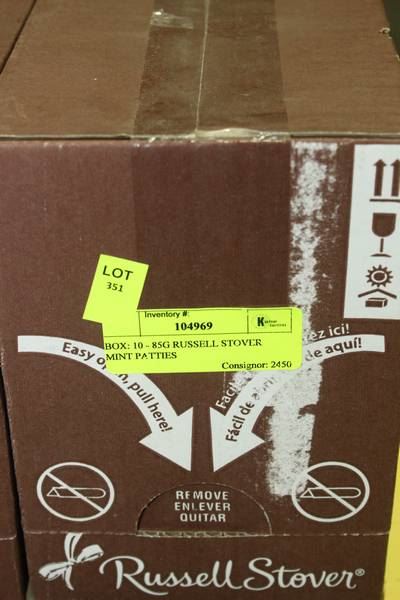 LOT
351
Inventory #:
104969
BOX: 10 - 85G RUSSELL STOVER
MINT PATTIES
Consignor: 2450
Easy pull here!
ez ici!
Fácil de aquí!
REMOVE
ENLEVER
QUITAR
Russell Stover®